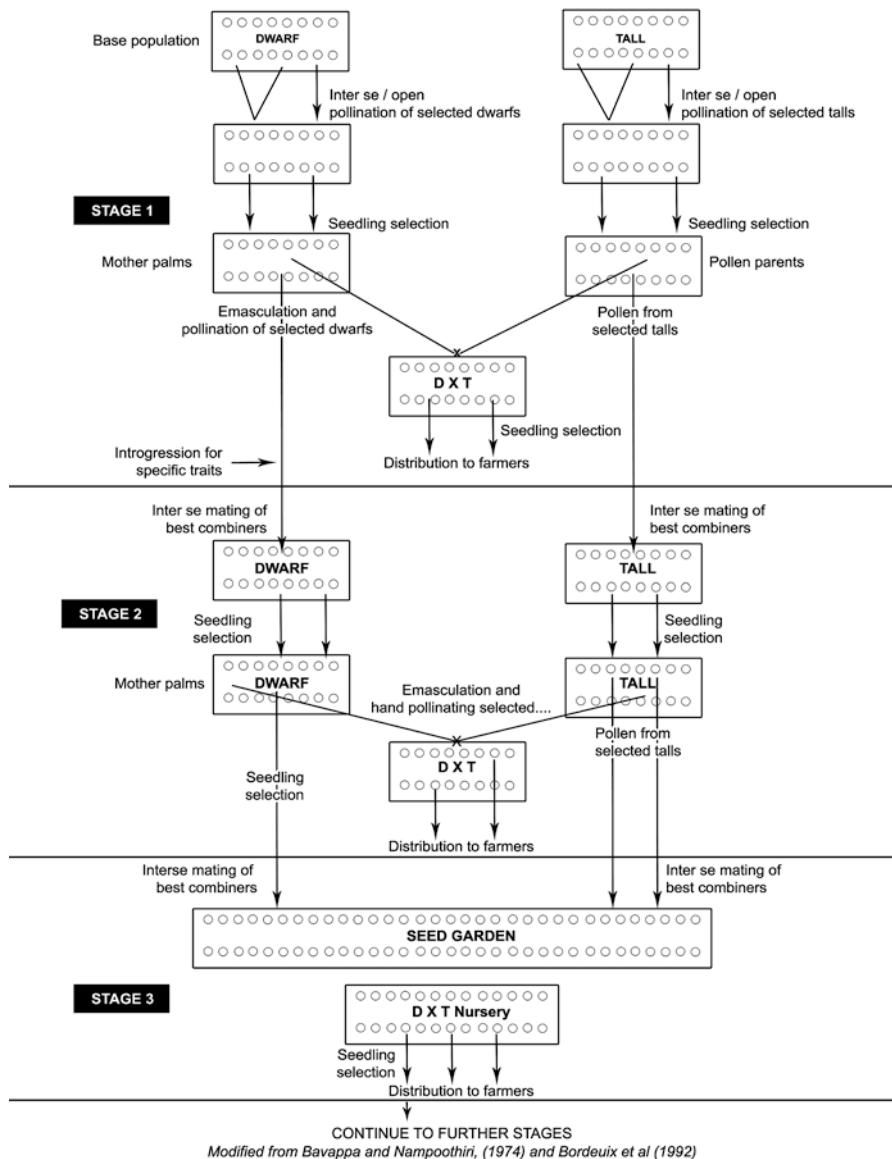 Base population
DWARF
TALL
Inter se / open
pollination of selected dwarfs
Inter se / open
pollination of selected talls
STAGE 1
Seedling selection
Seedling selection
Mother palms
Pollen parents
Emasculation and
pollination of selected dwarfs
Pollen from
selected talls
D X T
Seedling selection
Introgression for
specific traits
Distribution to farmers
Inter se mating of
best combiners
Inter se mating of
best combiners
DWARF
TALL
STAGE 2
Seedling
selection
Seedling
selection
Mother palms
DWARF
TALL
Emasculation and
hand pollinating selected....
Pollen from
selected talls
D X T
Seedling
selection
Distribution to farmers
Interse mating of
best combiners
Inter se mating of
best combiners
SEED GARDEN
STAGE 3
D X T Nursery
Seedling
selection
Distribution to farmers
CONTINUE TO FURTHER STAGES
Modified from Bavappa and Nampoothiri, (1974) and Bordeuix et al (1992)